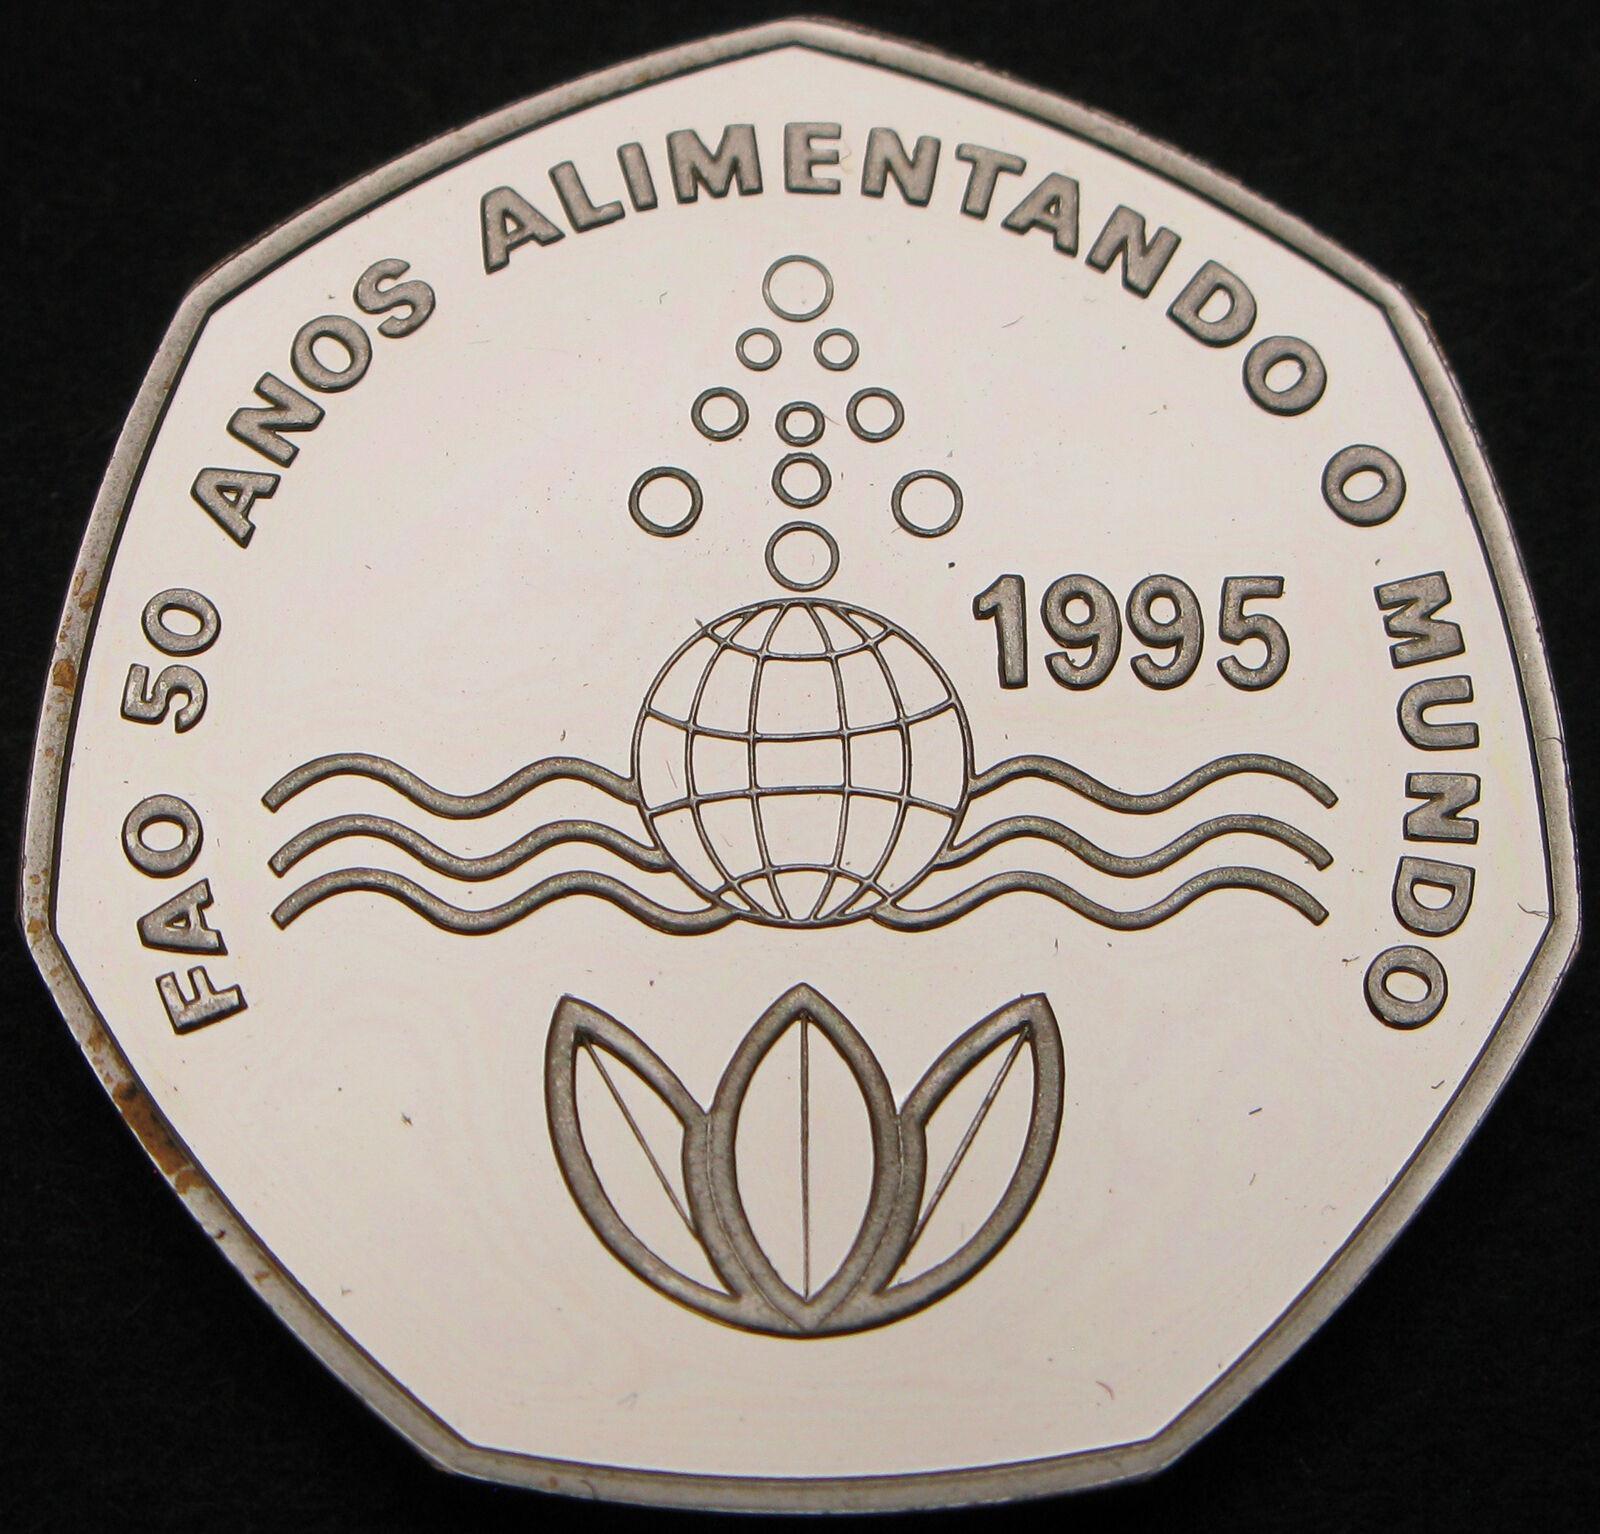 FAO 50 ANOS ALIMENTANDO O MUNDO
1995